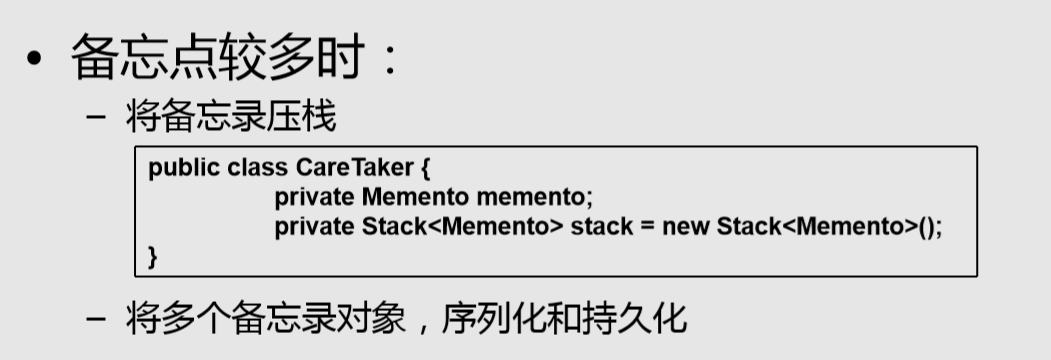 • 备忘点较多时：
– 将备忘录压栈
public class CareTaker {
private Memento memento;
private Stack<Memento> stack = new Stack<Memento>();
}
– 将多个备忘录对象，序列化和持久化